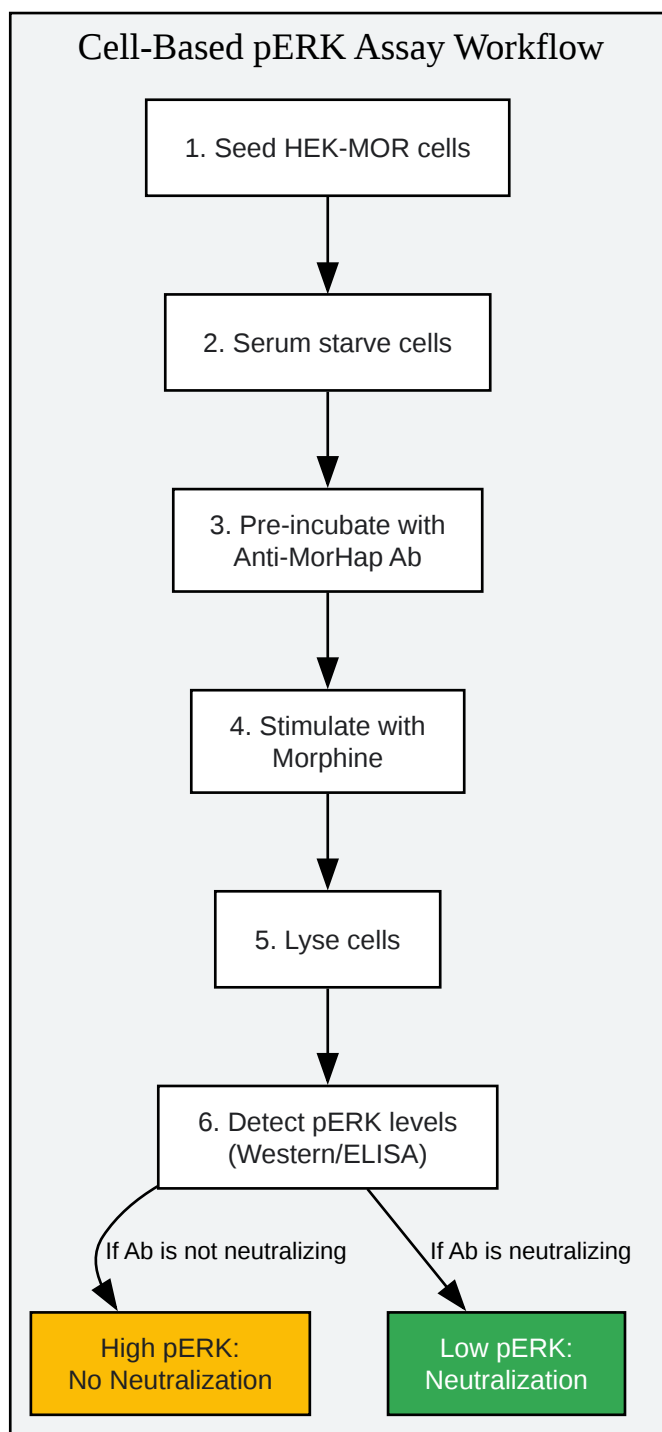 Cell-Based pERK Assay Workflow
1. Seed HEK-MOR cells
2. Serum starve cells
3. Pre-incubate with
Anti-MorHap Ab
4. Stimulate with
Morphine
5. Lyse cells
6. Detect pERK levels
(Western/ELISA)
If Ab is not neutralizing
If Ab is neutralizing
High pERK:
No Neutralization
Low pERK:
Neutralization